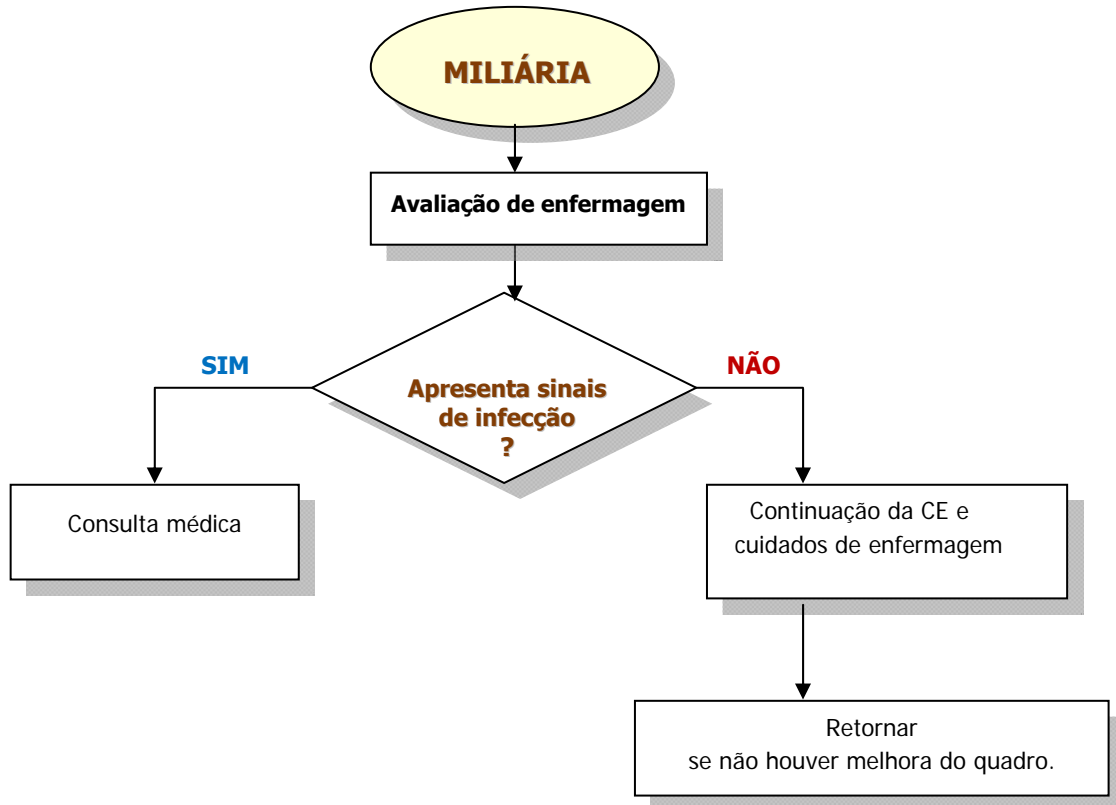 MILIÁRIA
Avaliação de enfermagem
SIM
NÃO
Apresenta sinais
de infecção
?
Consulta médica
Continuação da CE e
cuidados de enfermagem
Retornar
se não houver melhora do quadro.